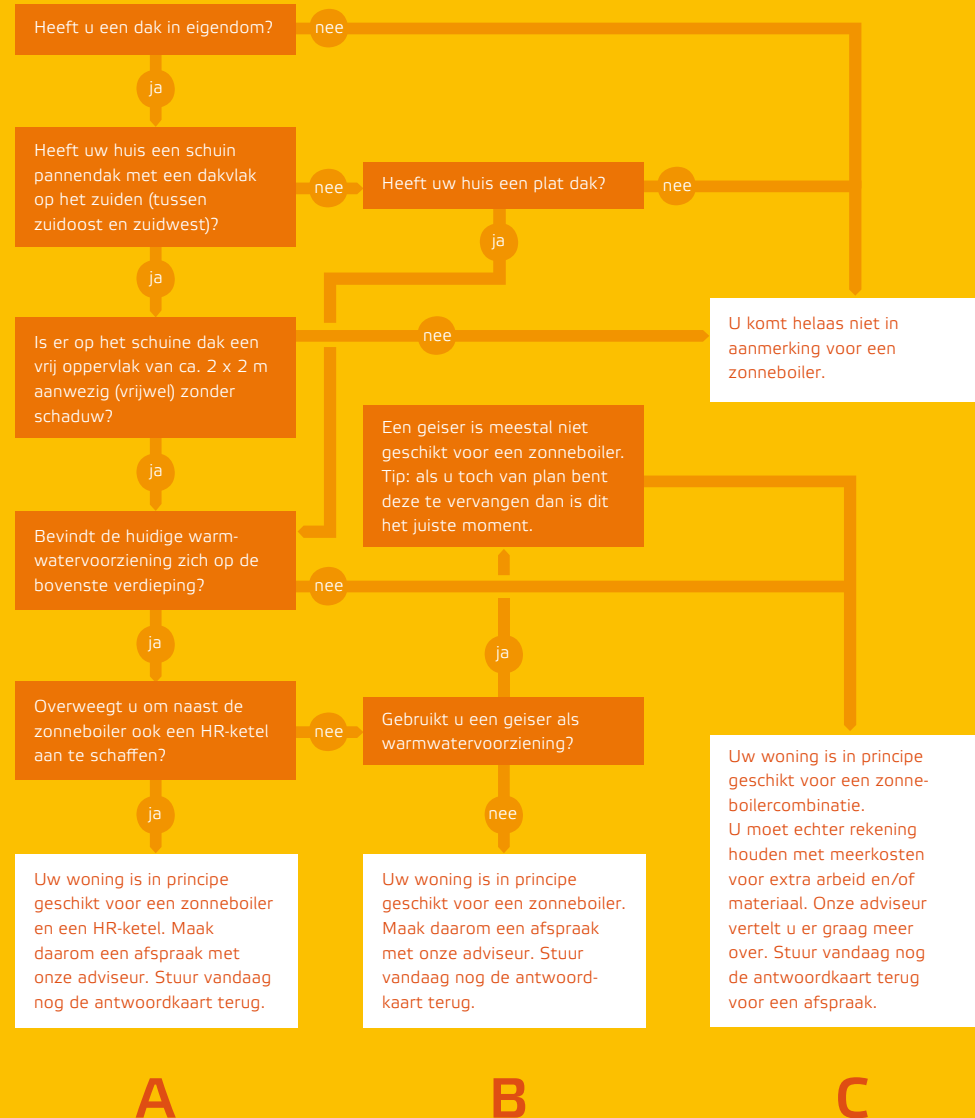 Heeft u een dak in eigendom?
nee
ja
Heeft uw huis een schuin
pannendak met een dakvlak
op het zuiden (tussen
zuidoost en zuidwest)?
nee
Heeft uw huis een plat dak?
nee
ja
ja
Is er op het schuine dak een
vrij oppervlak van ca. 2 x 2 m
aanwezig (vrijwel) zonder
schaduw?
nee
U komt helaas niet in
aanmerking voor een
zonneboiler.
ja
Een geiser is meestal niet
geschikt voor een zonneboiler.
Tip: als u toch van plan bent
deze te vervangen dan is dit
het juiste moment.
Bevindt de huidige warm-
watervoorziening zich op de
bovenste verdieping?
nee
ja
ja
Overweegt u om naast de
zonneboiler ook een HR-ketel
aan te schaffen?
nee
Gebruikt u een geiser als
warmwatervoorziening?
ja
nee
Uw woning is in principe
geschikt voor een zonneboiler
en een HR-ketel. Maak
daarom een afspraak met
onze adviseur. Stuur vandaag
nog de antwoordkaart terug.
Uw woning is in principe
geschikt voor een zonneboiler.
Maak daarom een afspraak
met onze adviseur. Stuur
vandaag nog de antwoord-
kaart terug.
Uw woning is in principe
geschikt voor een zonne-
boilercombinatie.
U moet echter rekening
houden met meerkosten
voor extra arbeid en/of
materiaal. Onze adviseur
vertelt u er graag meer
over. Stuur vandaag nog
de antwoordkaart terug
voor een afspraak.
A
B
C